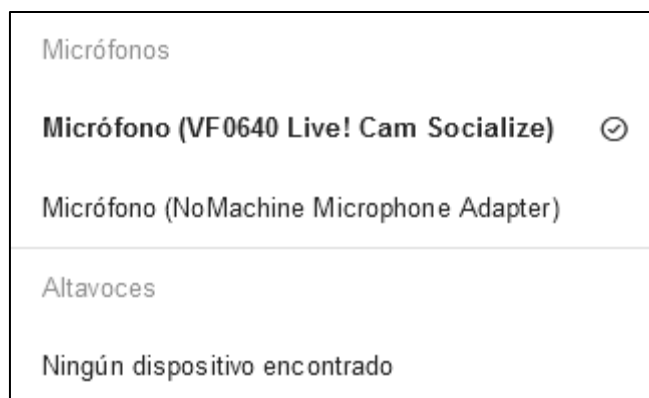 Micrófonos
Micrófono (VF0640 Live! Cam Socialize)
Micrófono (NoMachine Microphone Adapter)
Altavoces
Ningún dispositivo encontrado